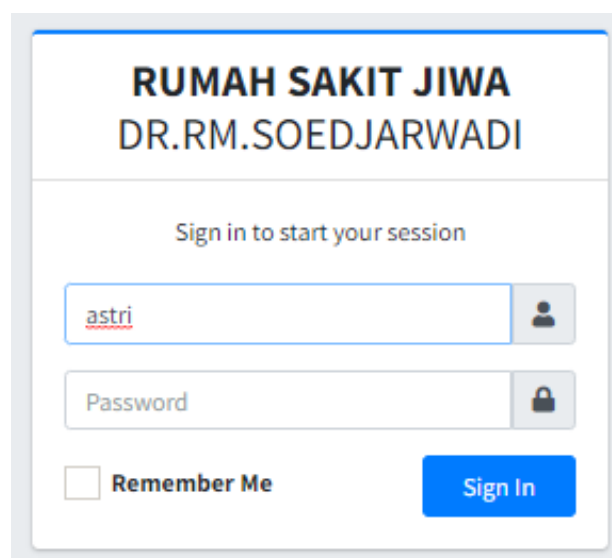 RUMAH SAKIT JIWA
DR.RM.SOEDJARWADI
Sign in to start your session
astri
Password
Remember Me
Sign In